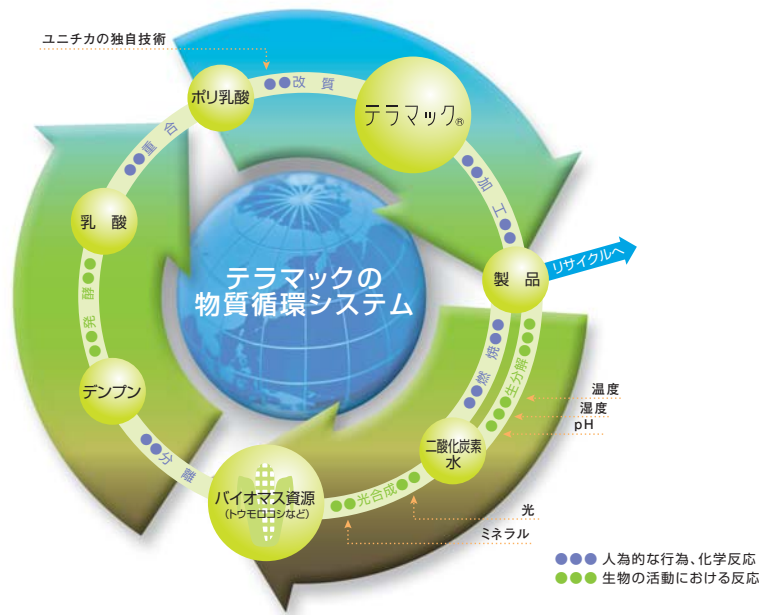 ユニチカの独自技術
ポリ乳酸
改質
テラマック®
重合
加工
乳酸
製品
リサイクルへ
テラマックの
物質循環システム
発酵
燃焼
生分解
デンプン
温度
湿度
pH
二酸化炭素
水
分離
バイオマス資源
(トウモロコシなど)
光合成
光
ミネラル
人為的な行為、化学反応
生物の活動における反応